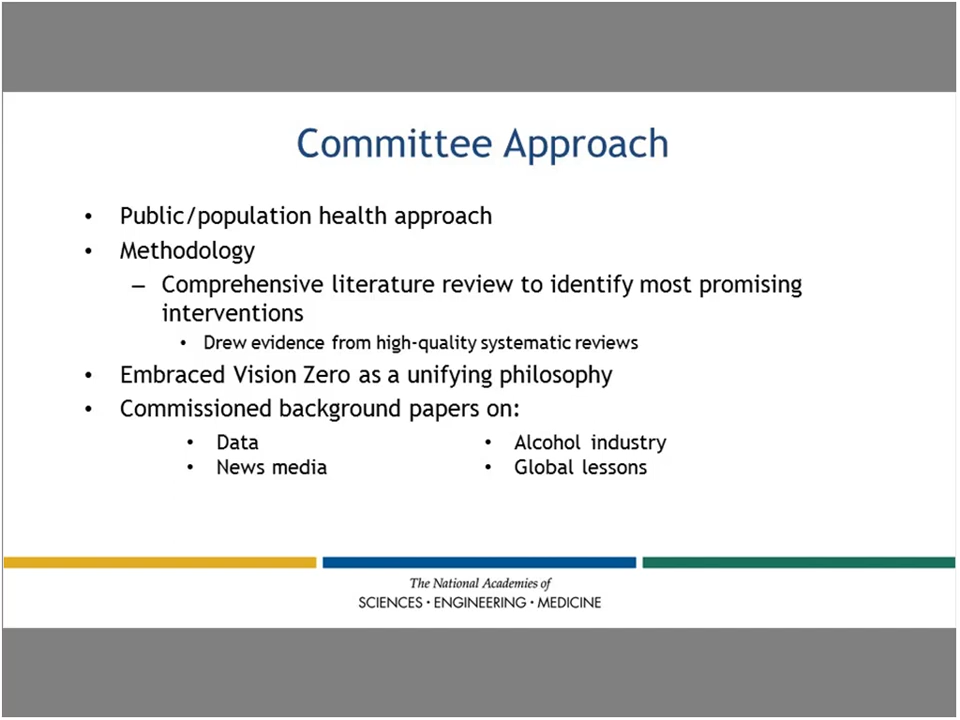 Committee Approach
• Public/population health approach
• Methodology
– Comprehensive literature review to identify most promising
interventions
• Drew evidence from high-quality systematic reviews
• Embraced Vision Zero as a unifying philosophy
• Commissioned background papers on:
• Data
• News media
• Alcohol industry
• Global lessons
The National Academies of
SCIENCES · ENGINEERING · MEDICINE